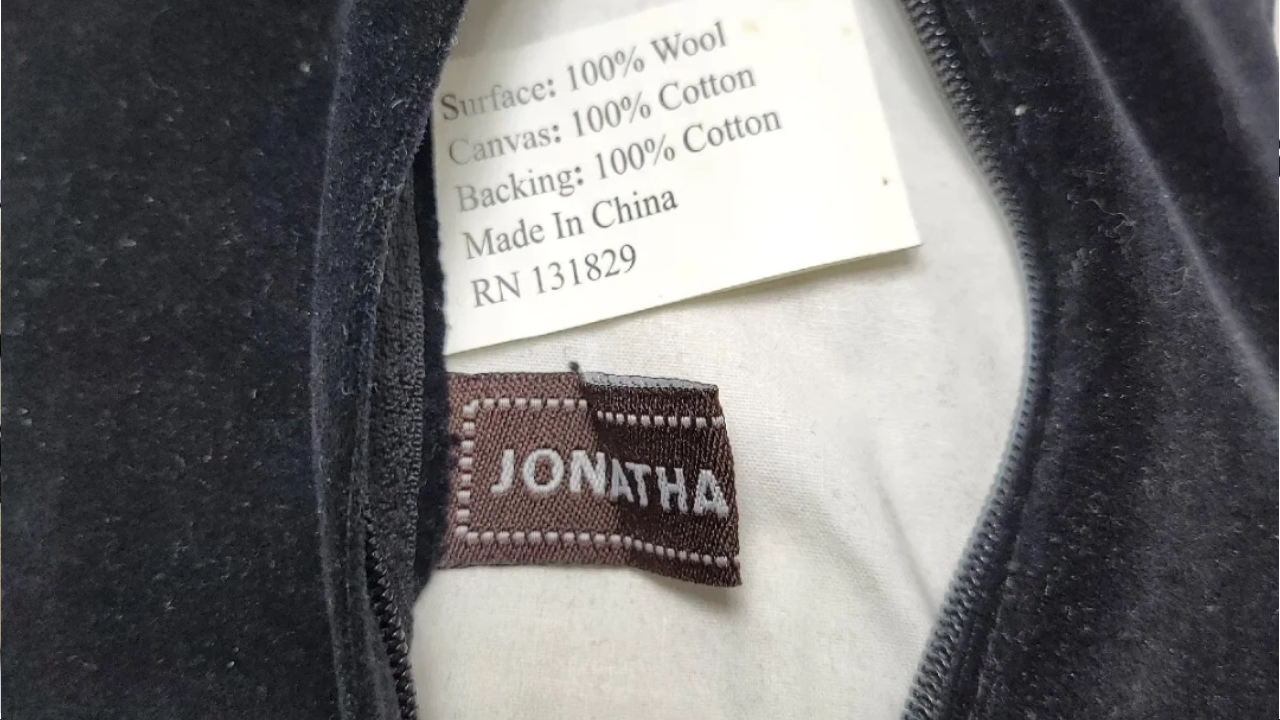 Surface: 100% Wool
Canvas: 100% Cotton
Backing: 100% Cotton
Made In China
RN 131829
JONATHA